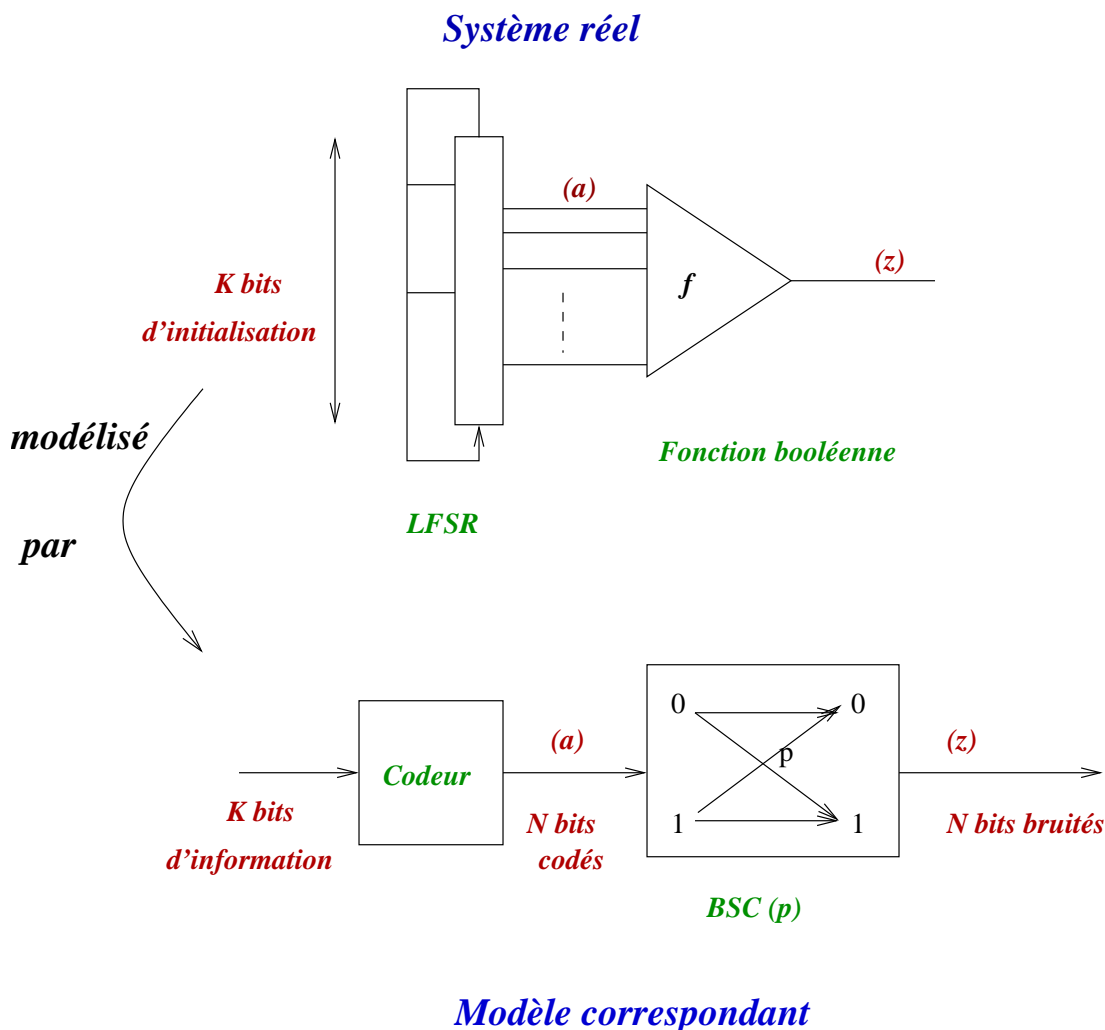 Système réel
(a)
(z)
K bits
d'initialisation
f
modélisé
par
Fonction booléenne
LFSR
0
0
(a)
(z)
p
Codeur
K bits
d'information
N bits
codés
1
1
N bits bruités
BSC (p)
Modèle correspondant